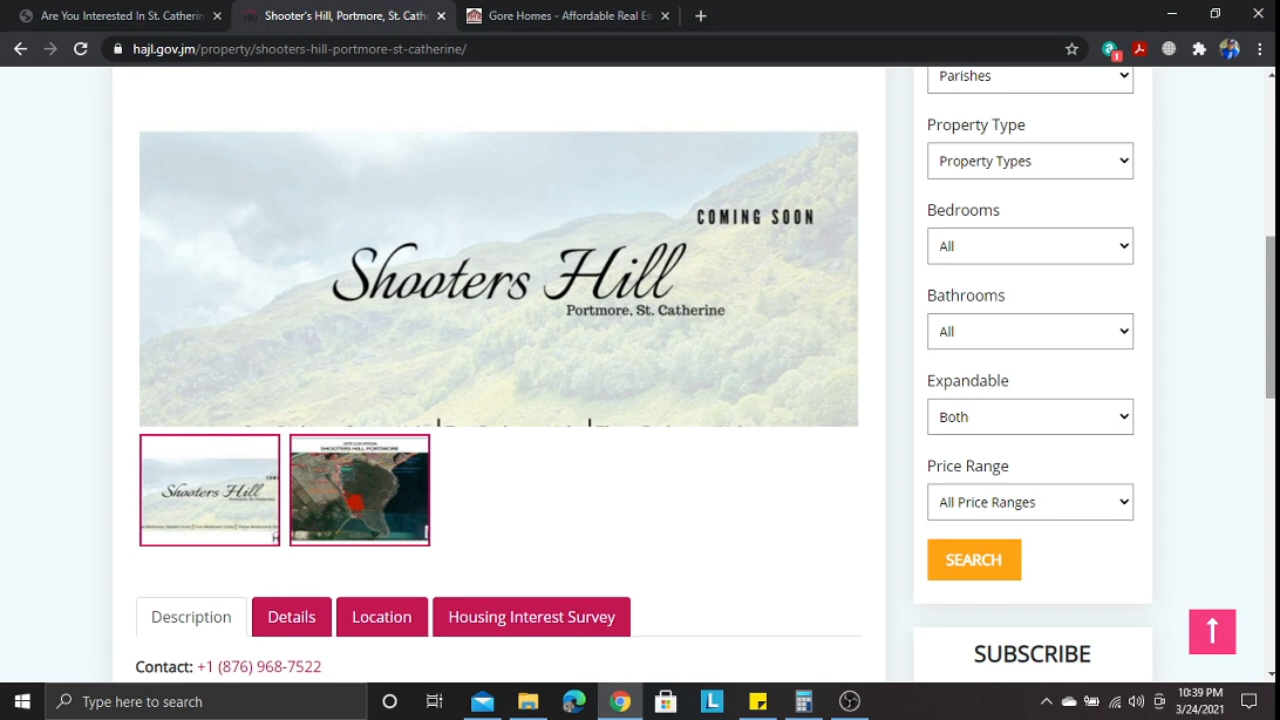 Are You Interested In St. Catherin
Shooter's Hill, Portmore, St. Cath
Gore Homes - Affordable Real Es
hajl.gov.jm/property/shooters-hill-portmore-st-catherine/
1
COMING SOON
Shooters Hill
Portmore, St. Catherine
Shooters Hill
SITE LOCATION
SHOOTERS HILL PORTMORE
Description
Details
Location
Housing Interest Survey
Contact: +1 (876) 968-7522
Parishes
Property Type
Property Types
Bedrooms
All
Bathrooms
All
Expandable
Both
Price Range
All Price Ranges
SEARCH
SUBSCRIBE
Type here to search
L
10:39 PM
3/24/2021